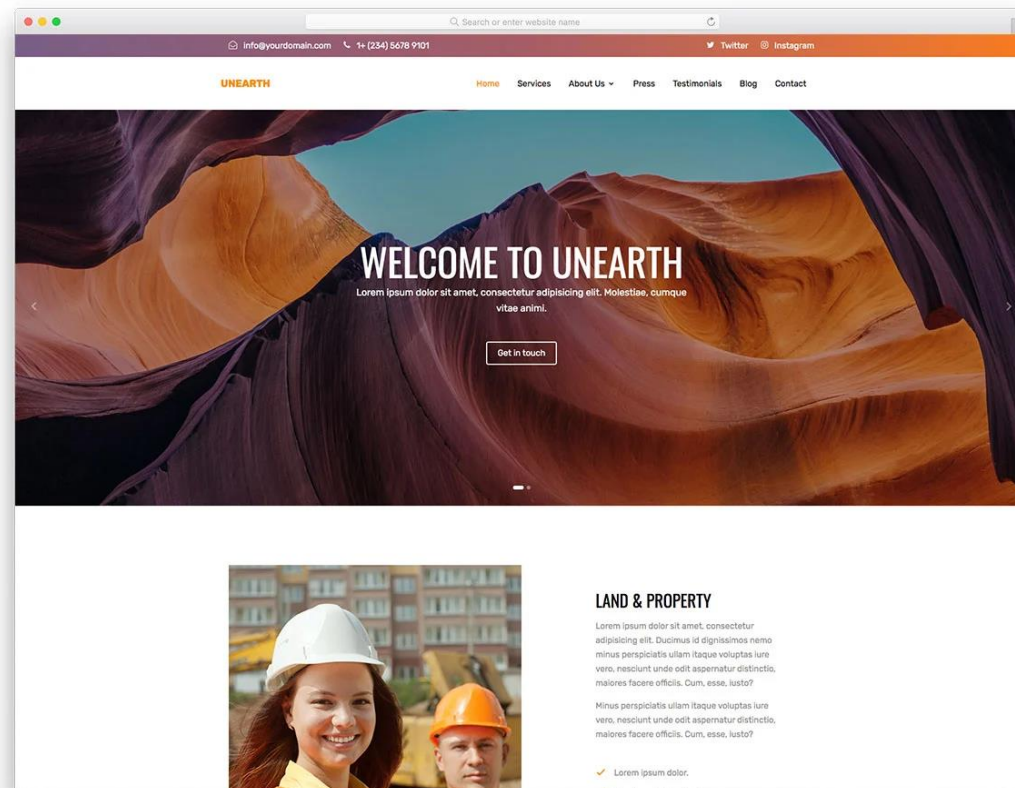 Search or enter website name
info@yourdomain.com 1+ (234) 5678 9101 Twitter Instagram
UNEARTH Home Services About Us Press Testimonials Blog Contact
WELCOME TO UNEARTH
Lorem ipsum dolor sit amet, consectetur adipisicing elit. Molestiae, cumque
vitae animi.
Get in touch
LAND & PROPERTY
Lorem ipsum dolor sit amet, consectetur
adipisicing elit. Ducimus id dignissimos nemo
minus perspiciatis ullam itaque voluptas iure
vero, nesciunt unde odit aspernatur distinctio,
maiores facere officiis. Cum, esse, iusto?
Minus perspiciatis ullam itaque voluptas iure
vero, nesciunt unde odit aspernatur distinctio,
maiores facere officiis. Cum, esse, iusto?
Lorem ipsum dolor.